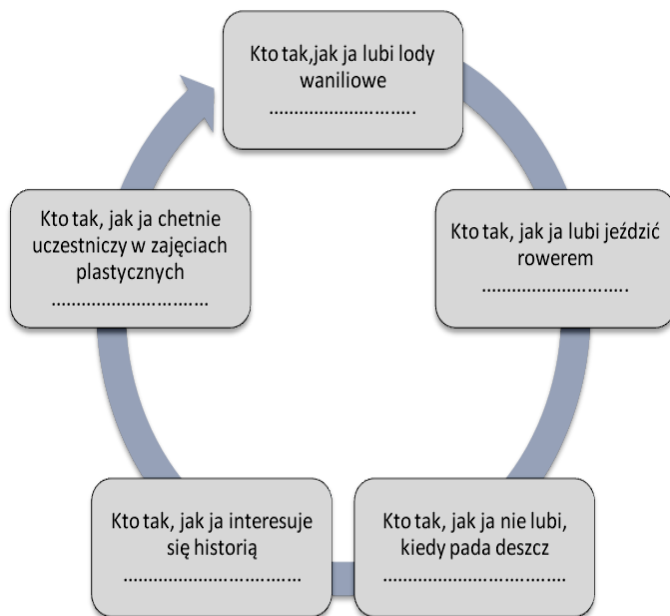 Kto tak,jak ja lubi lody
waniliowe
................................
Kto tak, jak ja lubi jeździć
rowerem
................................
Kto tak, jak ja nie lubi,
kiedy pada deszcz
........................................
Kto tak, jak ja interesuje
się historią
.......................................
Kto tak, jak ja chetnie
uczestniczy w zajęciach
plastycznych
..................................